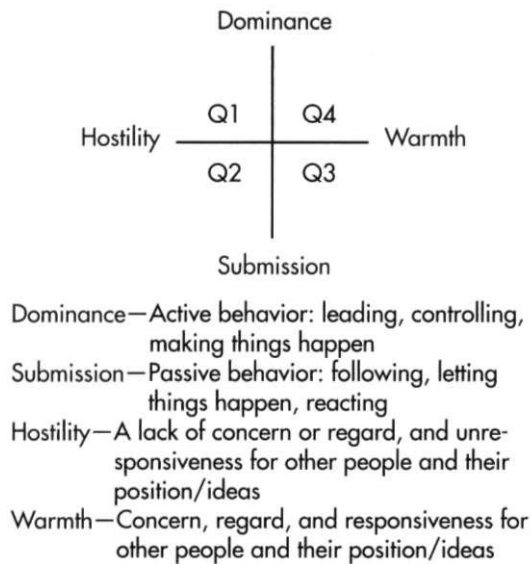 Dominance
Q1 Q4
Hostility Warmth
Q2 Q3
Submission
Dominance—Active behavior: leading, controlling,
making things happen
Submission—Passive behavior: following, letting
things happen, reacting
Hostility—A lack of concern or regard, and unre-
sponsiveness for other people and their
position/ideas
Warmth—Concern, regard, and responsiveness for
other people and their position/ideas